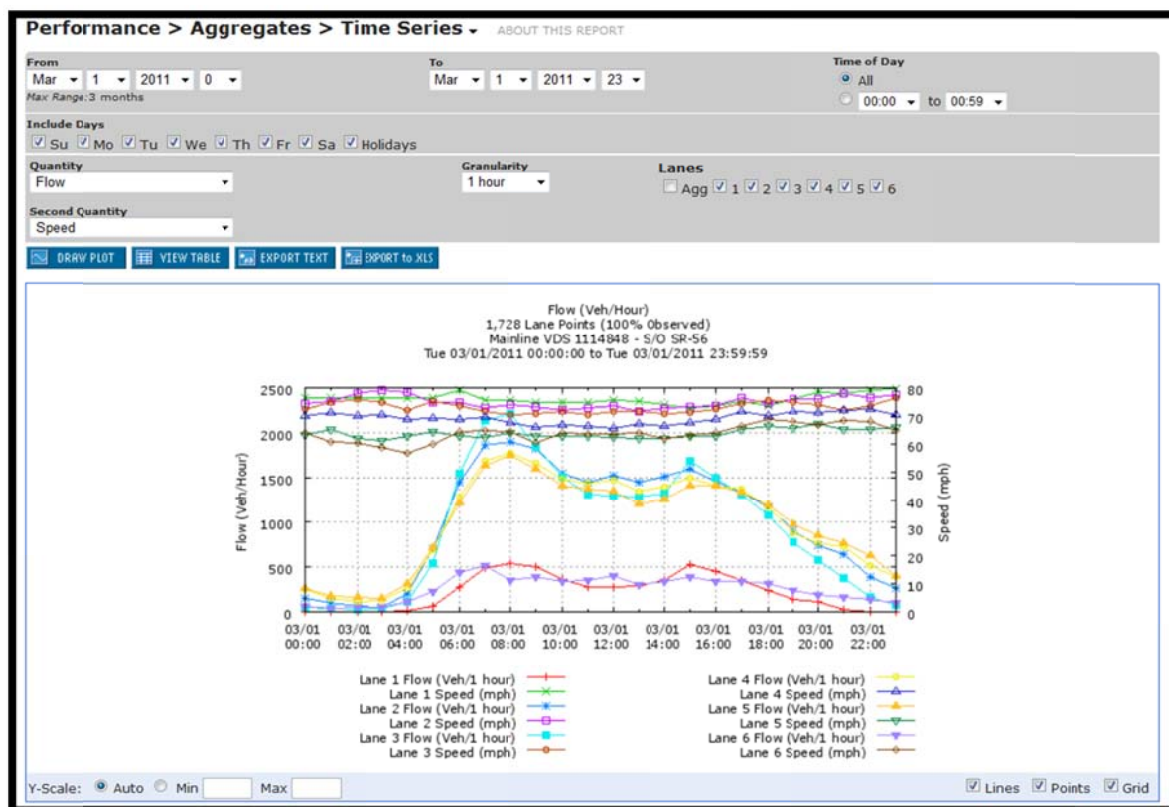 Performance > Aggregates > Time Series ABOUT THIS REPORT
From To Time of Day
Mar 1 2011 0 Mar 1 2011 23 All
Max Range:3 months 00:00 to 00:59
Include Days
Su Mo Tu We Th Fr Sa Holidays
Quantity Granularity Lanes
Flow 1 hour Agg 1 2 3 4 5 6
Second Quantity
Speed
DRAW PLOT VIEW TABLE EXPORT TEXT EXPORT to .XLS
Flow (Veh/Hour)
1,728 Lane Points (100% Observed)
Mainline VDS 1114848 - S/O SR-56
Tue 03/01/2011 00:00:00 to Tue 03/01/2011 23:59:59
Flow (Veh/Hour)
2500
2000
1500
1000
500
0
80
70
60
50
40
30
20
10
0
Speed (mph)
03/01 03/01 03/01 03/01 03/01 03/01 03/01 03/01 03/01 03/01 03/01 03/01
00:00 02:00 04:00 06:00 08:00 10:00 12:00 14:00 16:00 18:00 20:00 22:00
Lane 1 Flow (Veh/1 hour) Lane 4 Flow (Veh/1 hour)
Lane 1 Speed (mph) Lane 4 Speed (mph)
Lane 2 Flow (Veh/1 hour) Lane 5 Flow (Veh/1 hour)
Lane 2 Speed (mph) Lane 5 Speed (mph)
Lane 3 Flow (Veh/1 hour) Lane 6 Flow (Veh/1 hour)
Lane 3 Speed (mph) Lane 6 Speed (mph)
Y-Scale: Auto Min Max Lines Points Grid